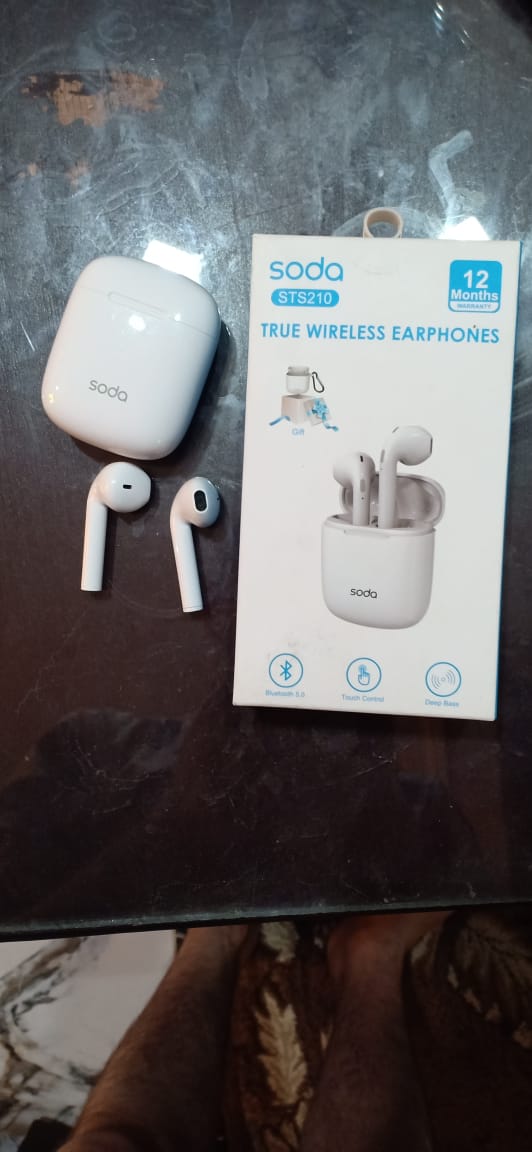 soda
STS210
12
Months
WARRANTY
TRUE WIRELESS EARPHONES
Gift
soda
soda
Bluetooth 5.0
Touch Control
Deep Bass